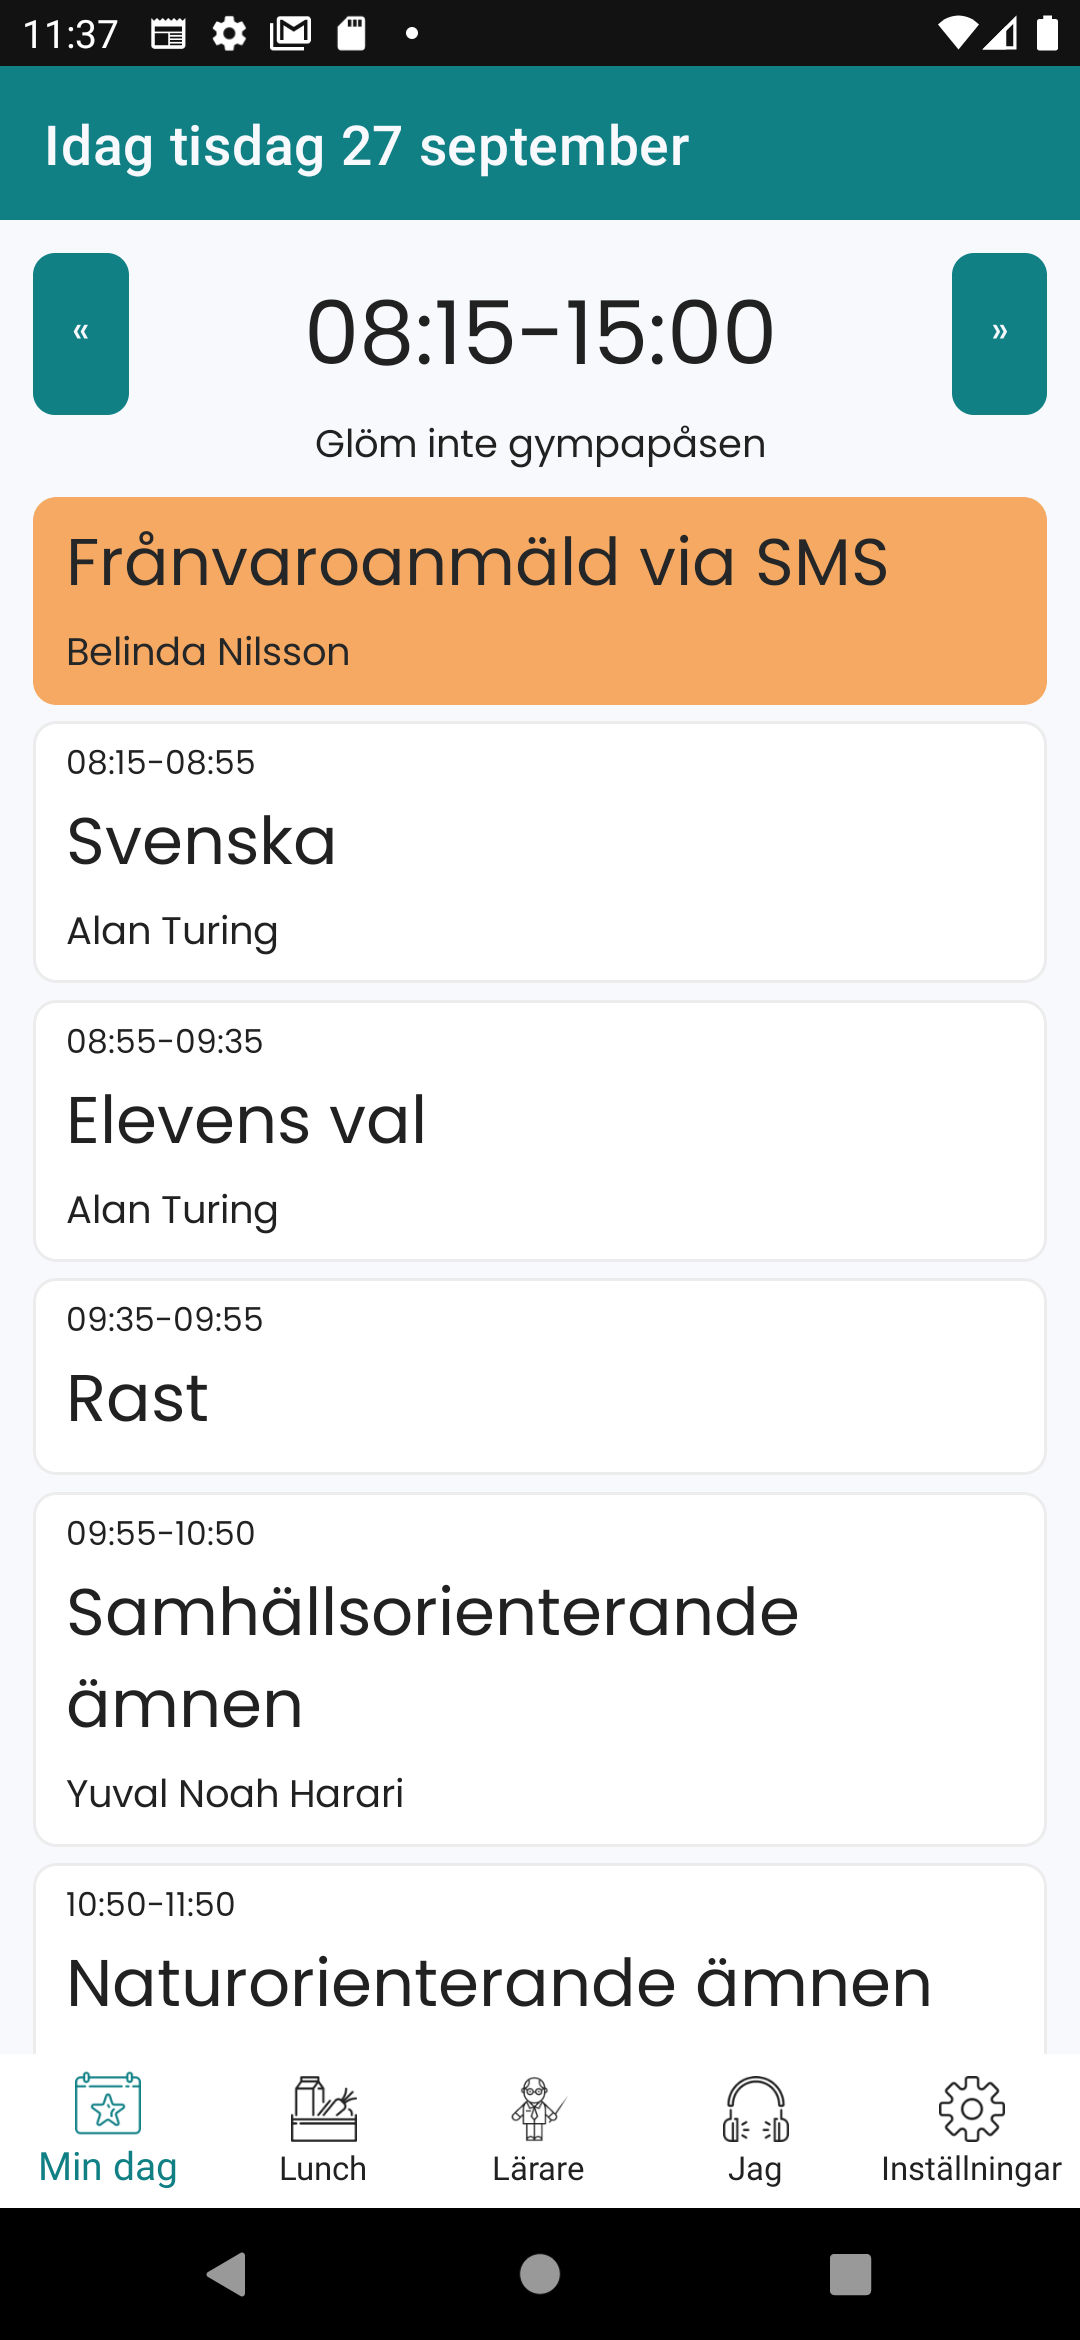 11:37
Idag tisdag 27 september
«
08:15-15:00
»
Glöm inte gympapåsen
Frånvaroanmäld via SMS
Belinda Nilsson
08:15-08:55
Svenska
Alan Turing
08:55-09:35
Elevens val
Alan Turing
09:35-09:55
Rast
09:55-10:50
Samhällsorienterande
ämnen
Yuval Noah Harari
10:50-11:50
Naturorienterande ämnen
Min dag
Lunch
Lärare
Jag
Inställningar